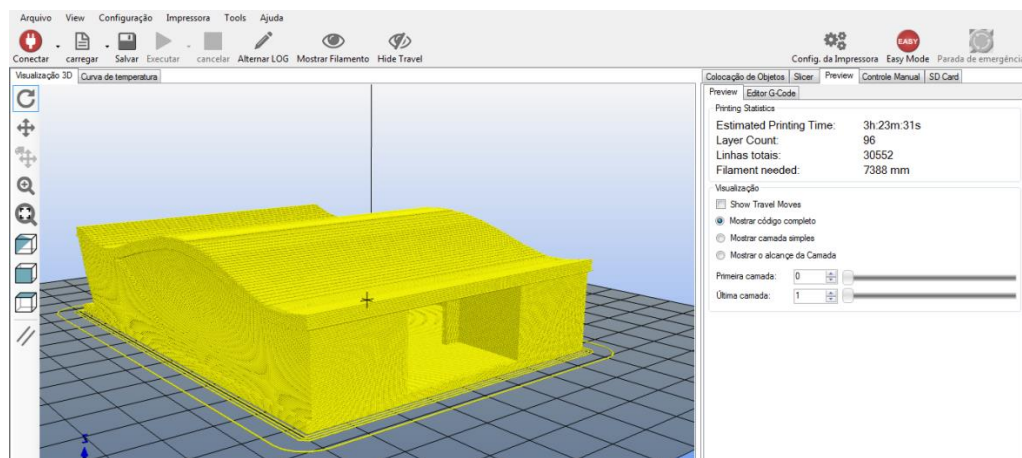 Arquivo View Configuração Impressora Tools Ajuda
Conectar carregar Salvar Executar cancelar Alternar LOG Mostrar Filamento Hide Travel Config. da Impressora EASY Easy Mode Parada de emergência
Visualização 3D Curva de temperatura
Colocação de Objetos Slicer Preview Controle Manual SD Card
Preview Editor G-Code
Printing Statistics
Estimated Printing Time: 3h:23m:31s
Layer Count: 96
Linhas totais: 30552
Filament needed: 7388 mm
Visualização
Show Travel Moves
Mostrar código completo
Mostrar camada simples
Mostrar o alcançe da Camada
Primeira camada: 0
Última camada: 1
Z